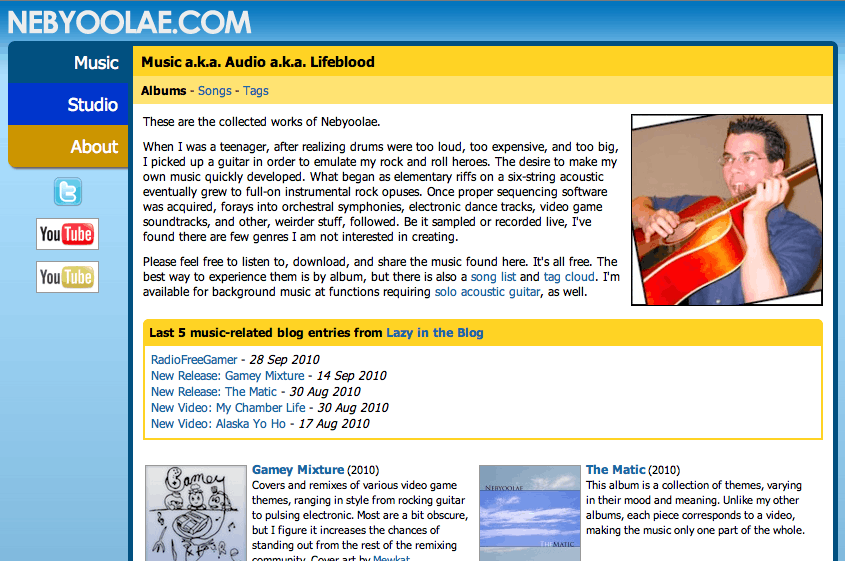 NEBYOOLAE.COM
Music
Studio
About
You Tube
You Tube
Music a.k.a. Audio a.k.a. Lifeblood
Albums - Songs - Tags
These are the collected works of Nebyoolae.
When I was a teenager, after realizing drums were too loud, too expensive, and too big,
I picked up a guitar in order to emulate my rock and roll heroes. The desire to make my
own music quickly developed. What began as elementary riffs on a six-string acoustic
eventually grew to full-on instrumental rock opuses. Once proper sequencing software
was acquired, forays into orchestral symphonies, electronic dance tracks, video game
soundtracks, and other, weirder stuff, followed. Be it sampled or recorded live, I've
found there are few genres I am not interested in creating.
Please feel free to listen to, download, and share the music found here. It's all free. The
best way to experience them is by album, but there is also a song list and tag cloud. I'm
available for background music at functions requiring solo acoustic guitar, as well.
Last 5 music-related blog entries from Lazy in the Blog
RadioFreeGamer - 28 Sep 2010
New Release: Gamey Mixture - 14 Sep 2010
New Release: The Matic - 30 Aug 2010
New Video: My Chamber Life - 30 Aug 2010
New Video: Alaska Yo Ho - 17 Aug 2010
Gamey
Gamey Mixture (2010)
Covers and remixes of various video game
themes, ranging in style from rocking guitar
to pulsing electronic. Most are a bit obscure,
but I figure it increases the chances of
standing out from the rest of the remixing
community. Cover art by Mewkat.
NEBYOOLAE
THE MATIC
The Matic (2010)
This album is a collection of themes, varying
in their mood and meaning. Unlike my other
albums, each piece corresponds to a video,
making the music only one part of the whole.